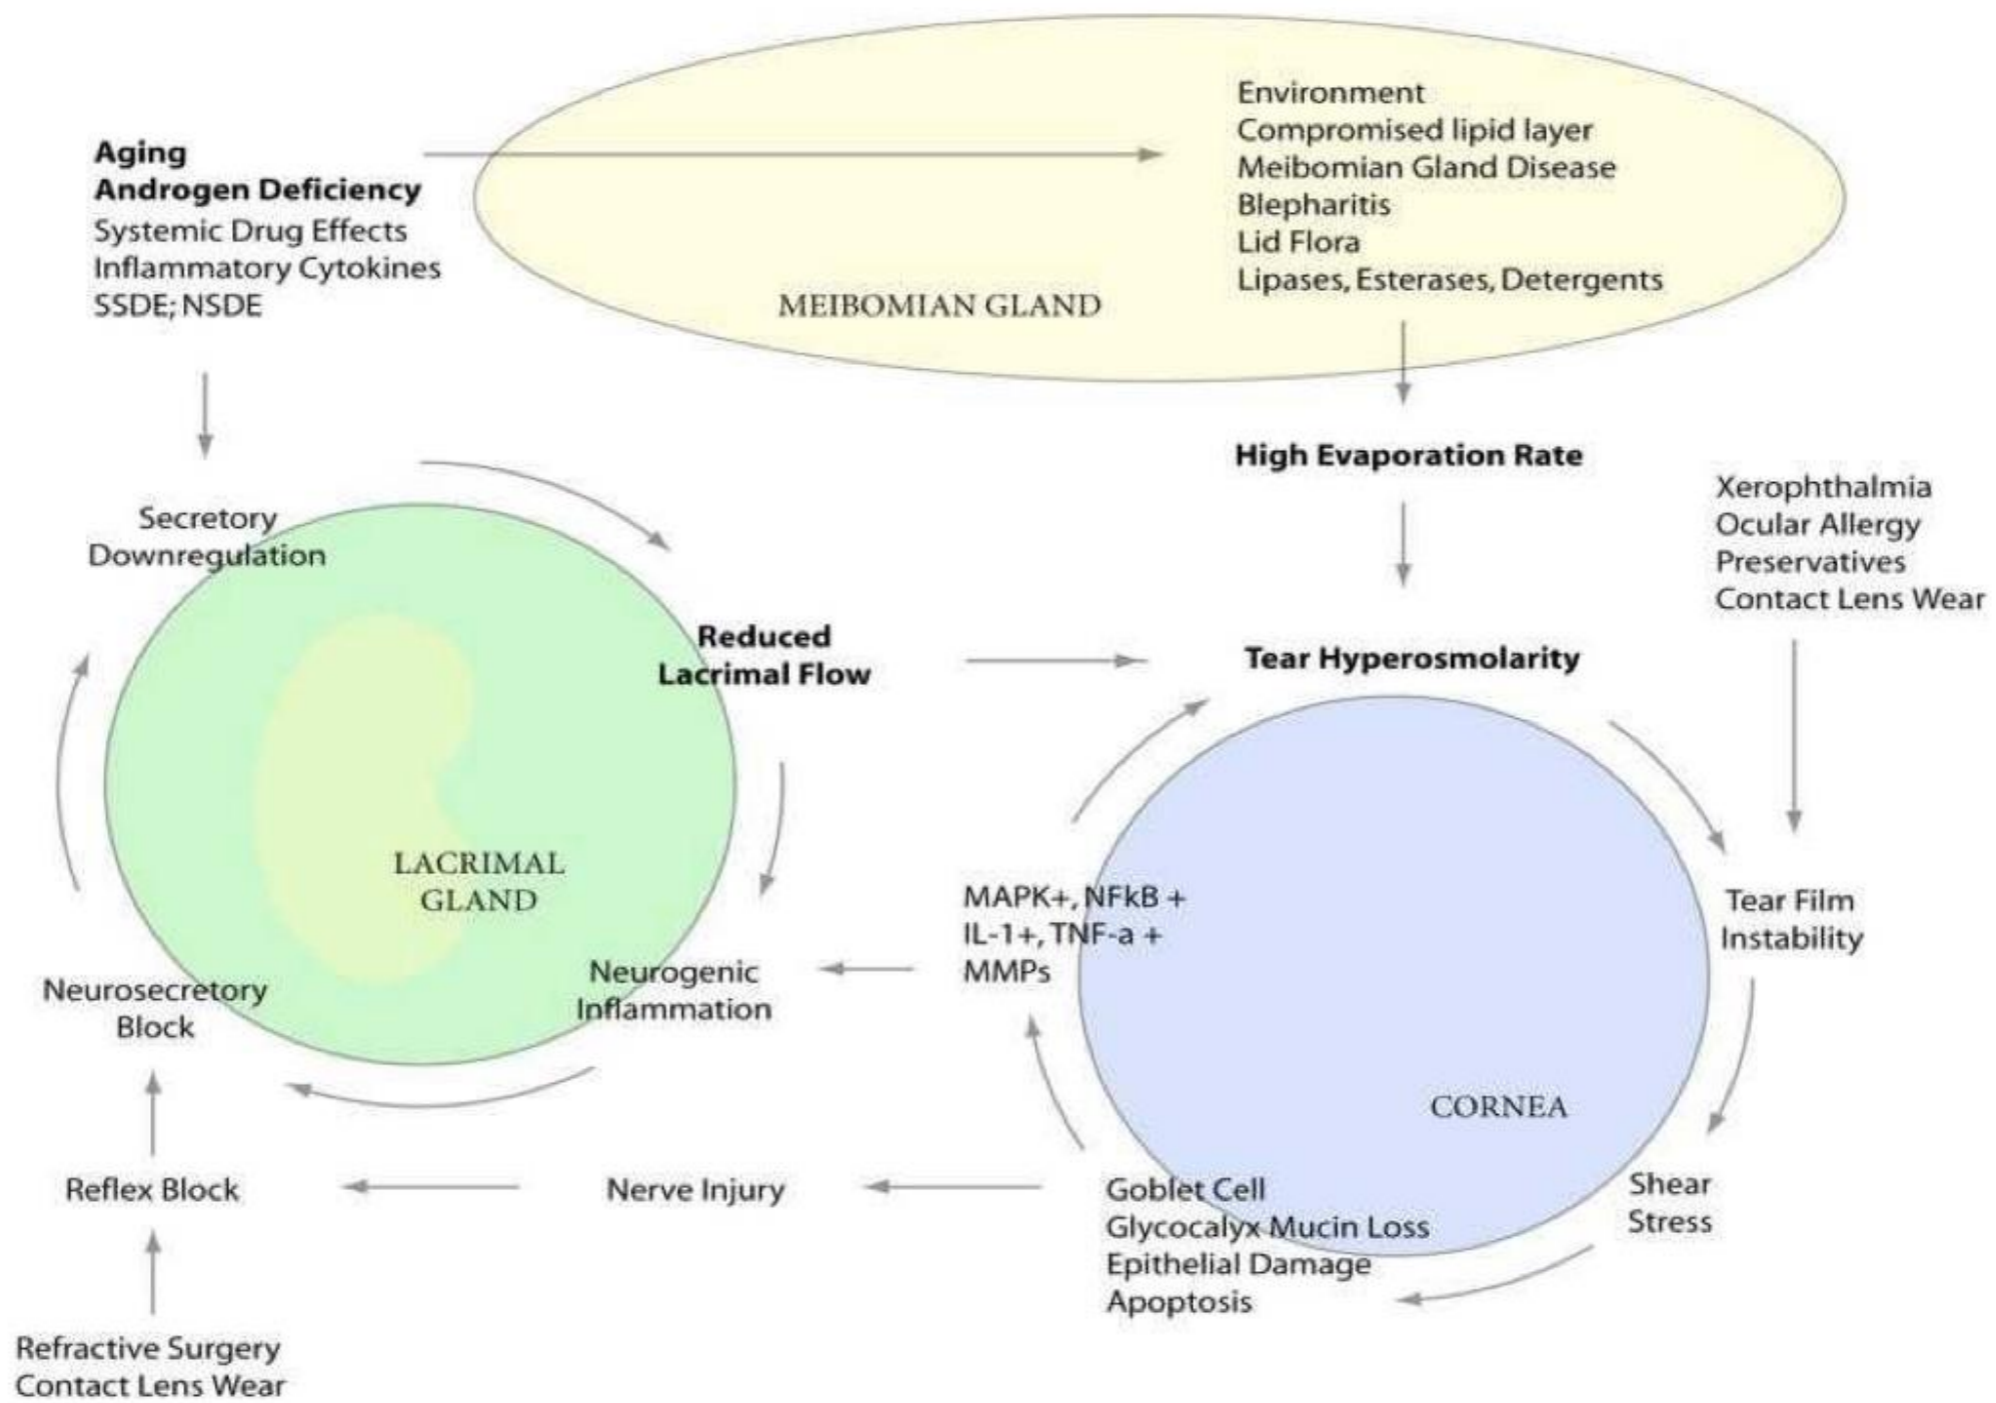 Aging
Androgen Deficiency
Systemic Drug Effects
Inflammatory Cytokines
SSDE; NSDE
Environment
Compromised lipid layer
Meibomian Gland Disease
Blepharitis
Lid Flora
Lipases, Esterases, Detergents
MEIBOMIAN GLAND
High Evaporation Rate
Xerophthalmia
Ocular Allergy
Preservatives
Contact Lens Wear
Secretory
Downregulation
Reduced
Lacrimal Flow
Tear Hyperosmolarity
LACRIMAL
GLAND
MAPK+, NFkB +
IL-1+, TNF-a +
MMPs
Tear Film
Instability
Neurosecretory
Block
Neurogenic
Inflammation
CORNEA
Reflex Block
Nerve Injury
Goblet Cell
Glycocalyx Mucin Loss
Epithelial Damage
Apoptosis
Shear
Stress
Refractive Surgery
Contact Lens Wear